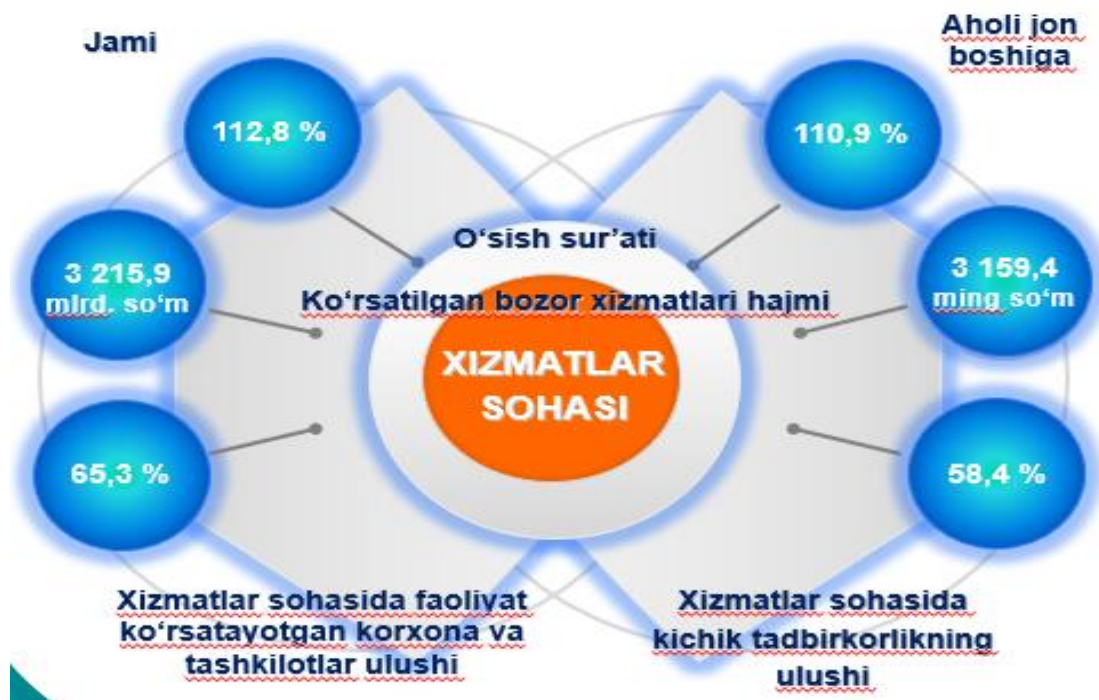 Jami
Aholi jon
boshiga
112,8 %
110,9 %
O‘sish sur’ati
3 215,9
mlrd. so‘m
3 159,4
ming so‘m
Ko‘rsatilgan bozor xizmatlari hajmi
XIZMATLAR
SOHASI
65,3 %
58,4 %
Xizmatlar sohasida faoliyat
ko‘rsatayotgan korxona va
tashkilotlar ulushi
Xizmatlar sohasida
kichik tadbirkorlikning
ulushi